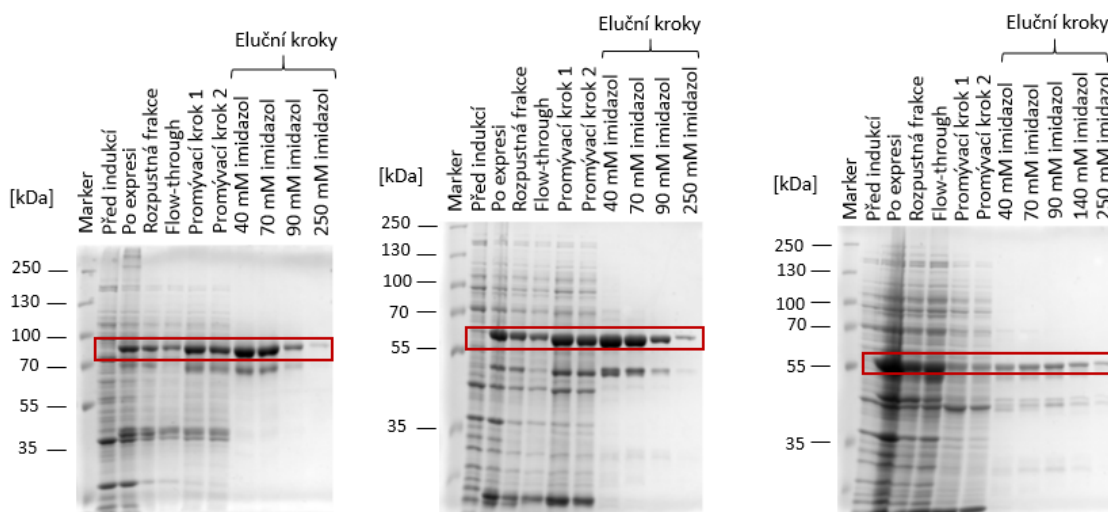 Eluční kroky
[kDa]
Marker
Před indukcí
Po expresi
Rozpustná frakce
Flow-through
Promývací krok 1
Promývací krok 2
40 mM imidazol
70 mM imidazol
90 mM imidazol
250 mM imidazol
250
130
100
70
55
35
Eluční kroky
[kDa]
Marker
Před indukcí
Po expresi
Rozpustná frakce
Flow-through
Promývací krok 1
Promývací krok 2
40 mM imidazol
70 mM imidazol
90 mM imidazol
250 mM imidazol
250
130
100
70
55
35
Eluční kroky
[kDa]
Marker
Před indukcí
Po expresi
Rozpustná frakce
Flow-through
Promývací krok 1
Promývací krok 2
40 mM imidazol
70 mM imidazol
90 mM imidazol
140 mM imidazol
250 mM imidazol
250
130
100
70
55
35